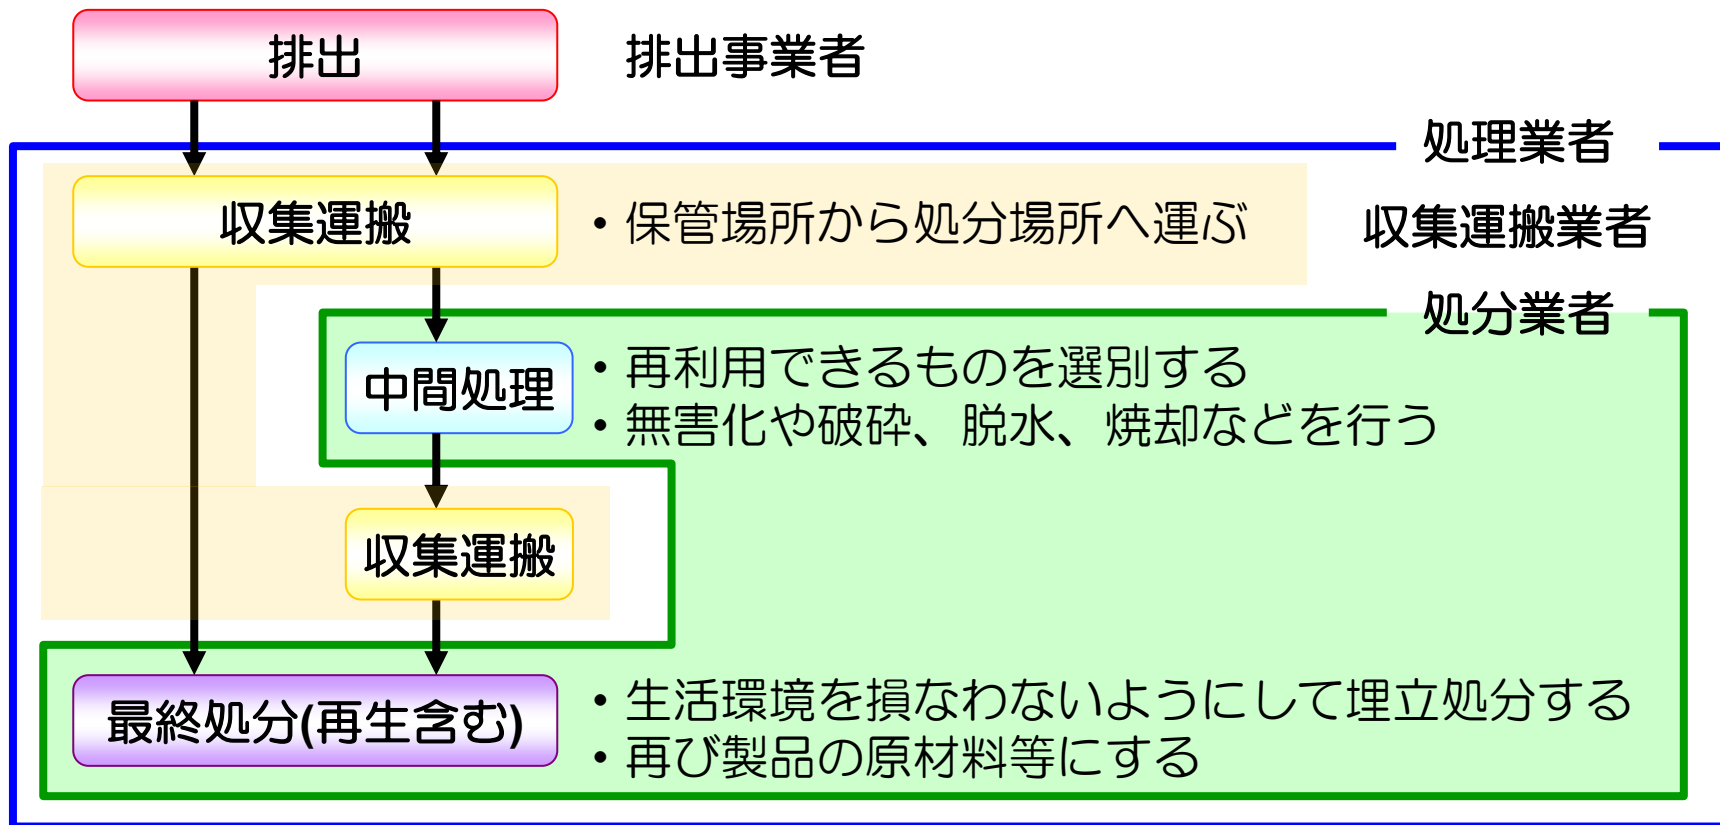 排出
排出事業者
処理業者
収集運搬
・保管場所から処分場所へ運ぶ
収集運搬業者
処分業者
中間処理
・再利用できるものを選別する
・無害化や破砕、脱水、焼却などを行う
収集運搬
最終処分(再生含む)
・生活環境を損なわないようにして埋立処分する
・再び製品の原材料等にする